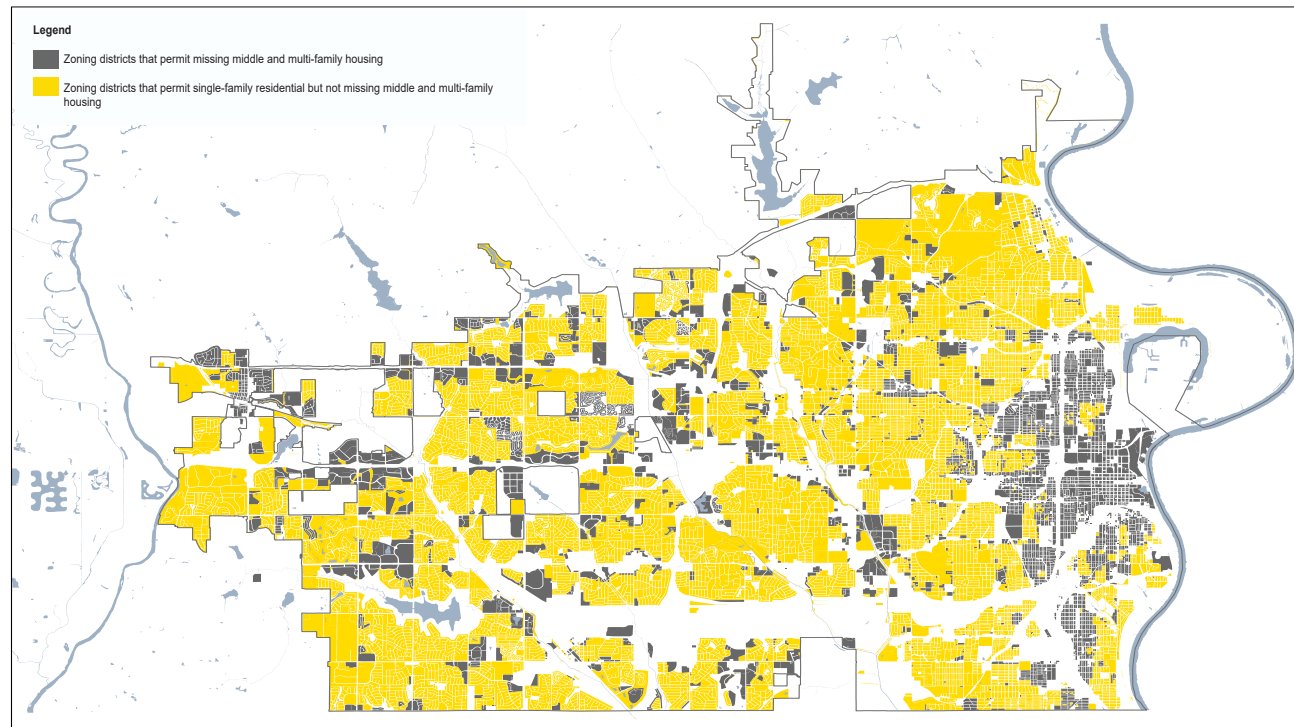 Legend
Zoning districts that permit missing middle and multi-family housing
Zoning districts that permit single-family residential but not missing middle and multi-family
housing